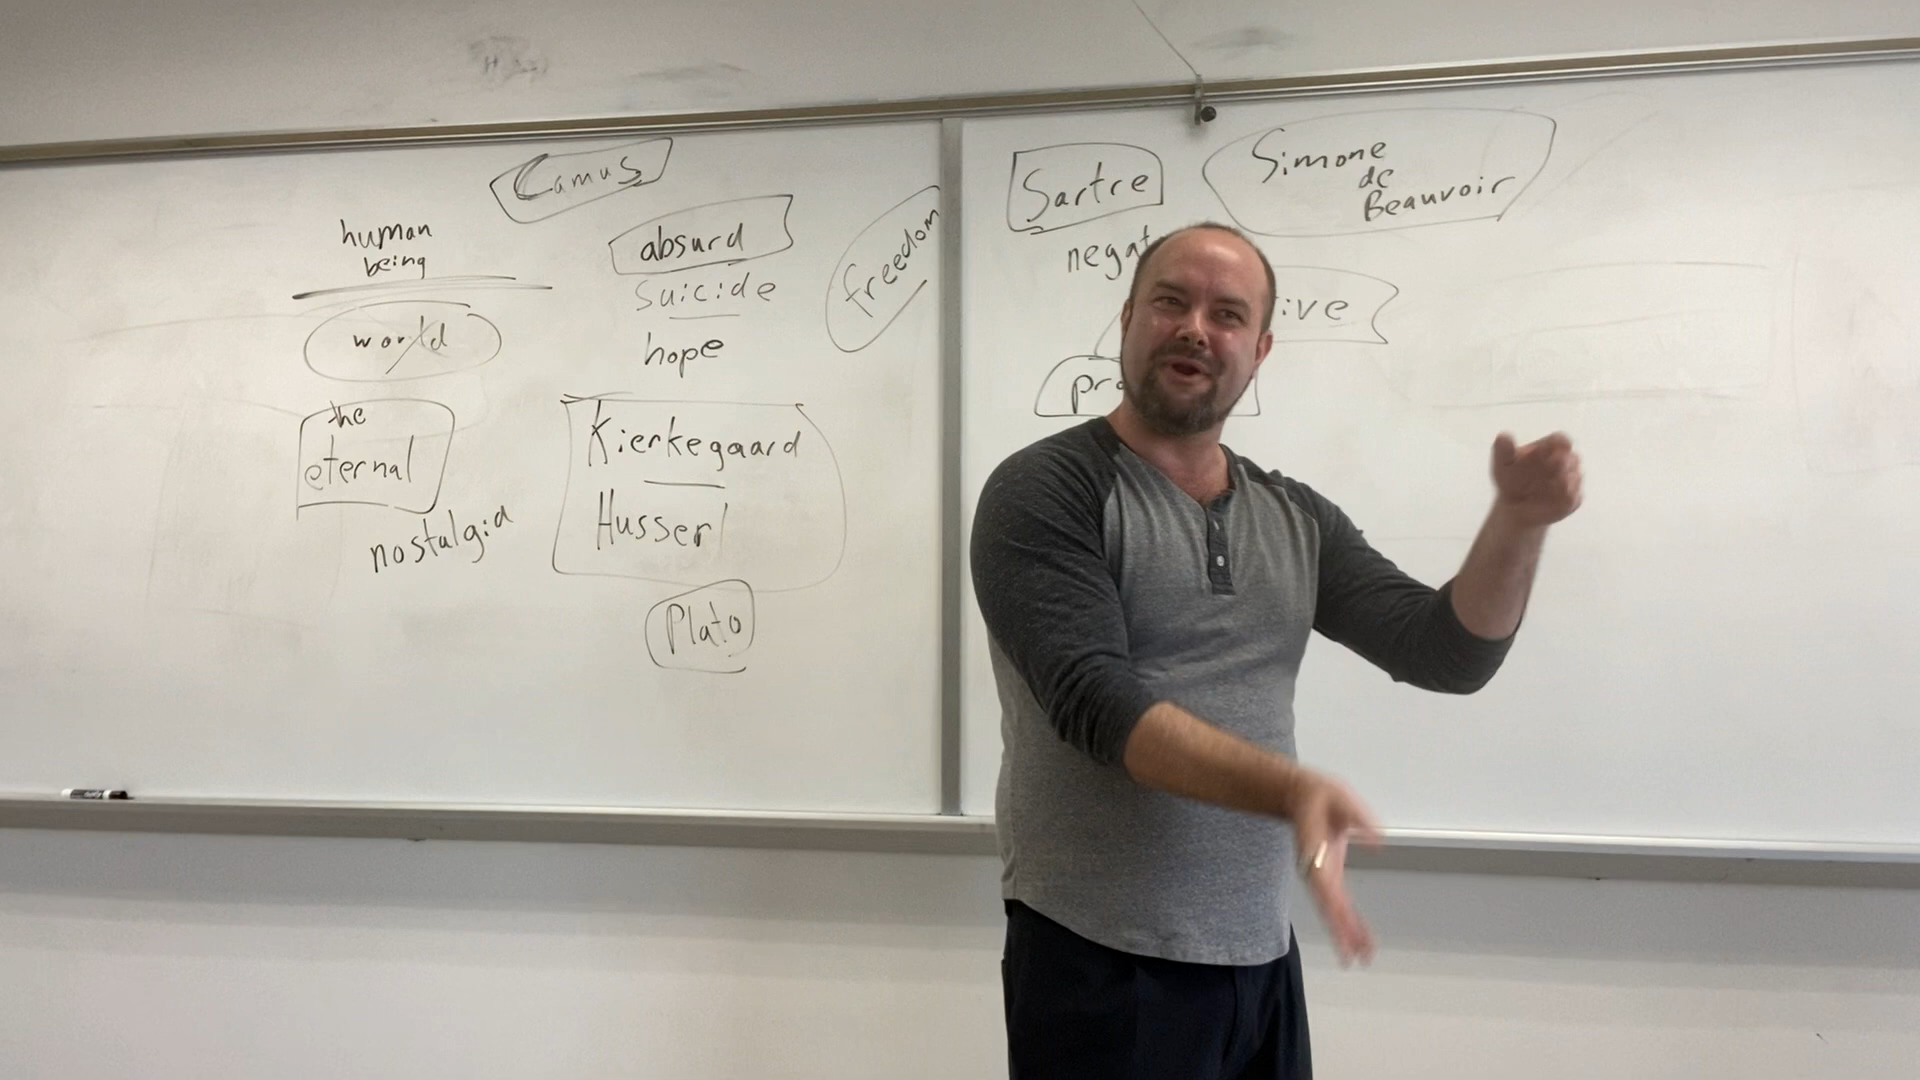 Camus
human
being
world
the
eternal
nostalgia
absurd
suicide
hope
Kierkegaard
Husserl
Plato
freedom
Sartre
Simone
de
Beauvoir